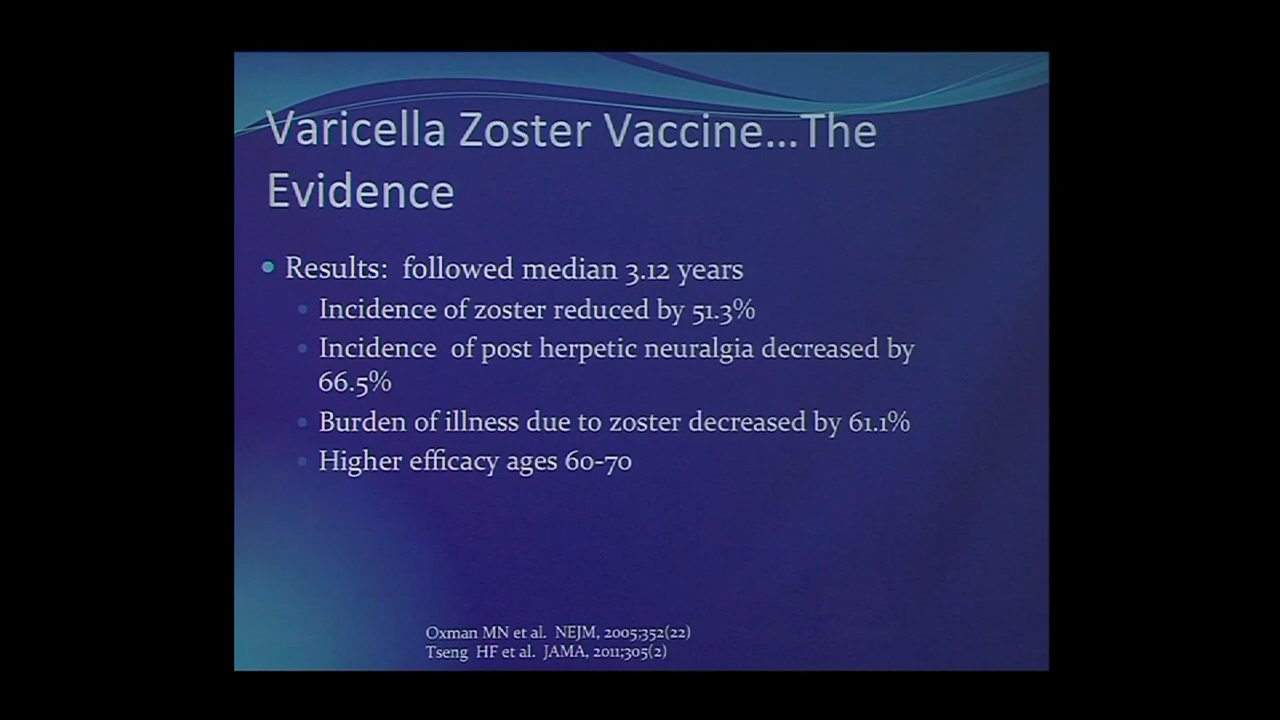 Varicella Zoster Vaccine...The
Evidence
Results:  followed median 3.12 years
Incidence of zoster reduced by 51.3%
Incidence  of post herpetic neuralgia decreased by
66.5%
Burden of illness due to zoster decreased by 61.1%
Higher efficacy ages 60-70
Oxman MN et al.  NEJM, 2005;352(22)
Tseng  HF et al.  JAMA, 2011;305(2)